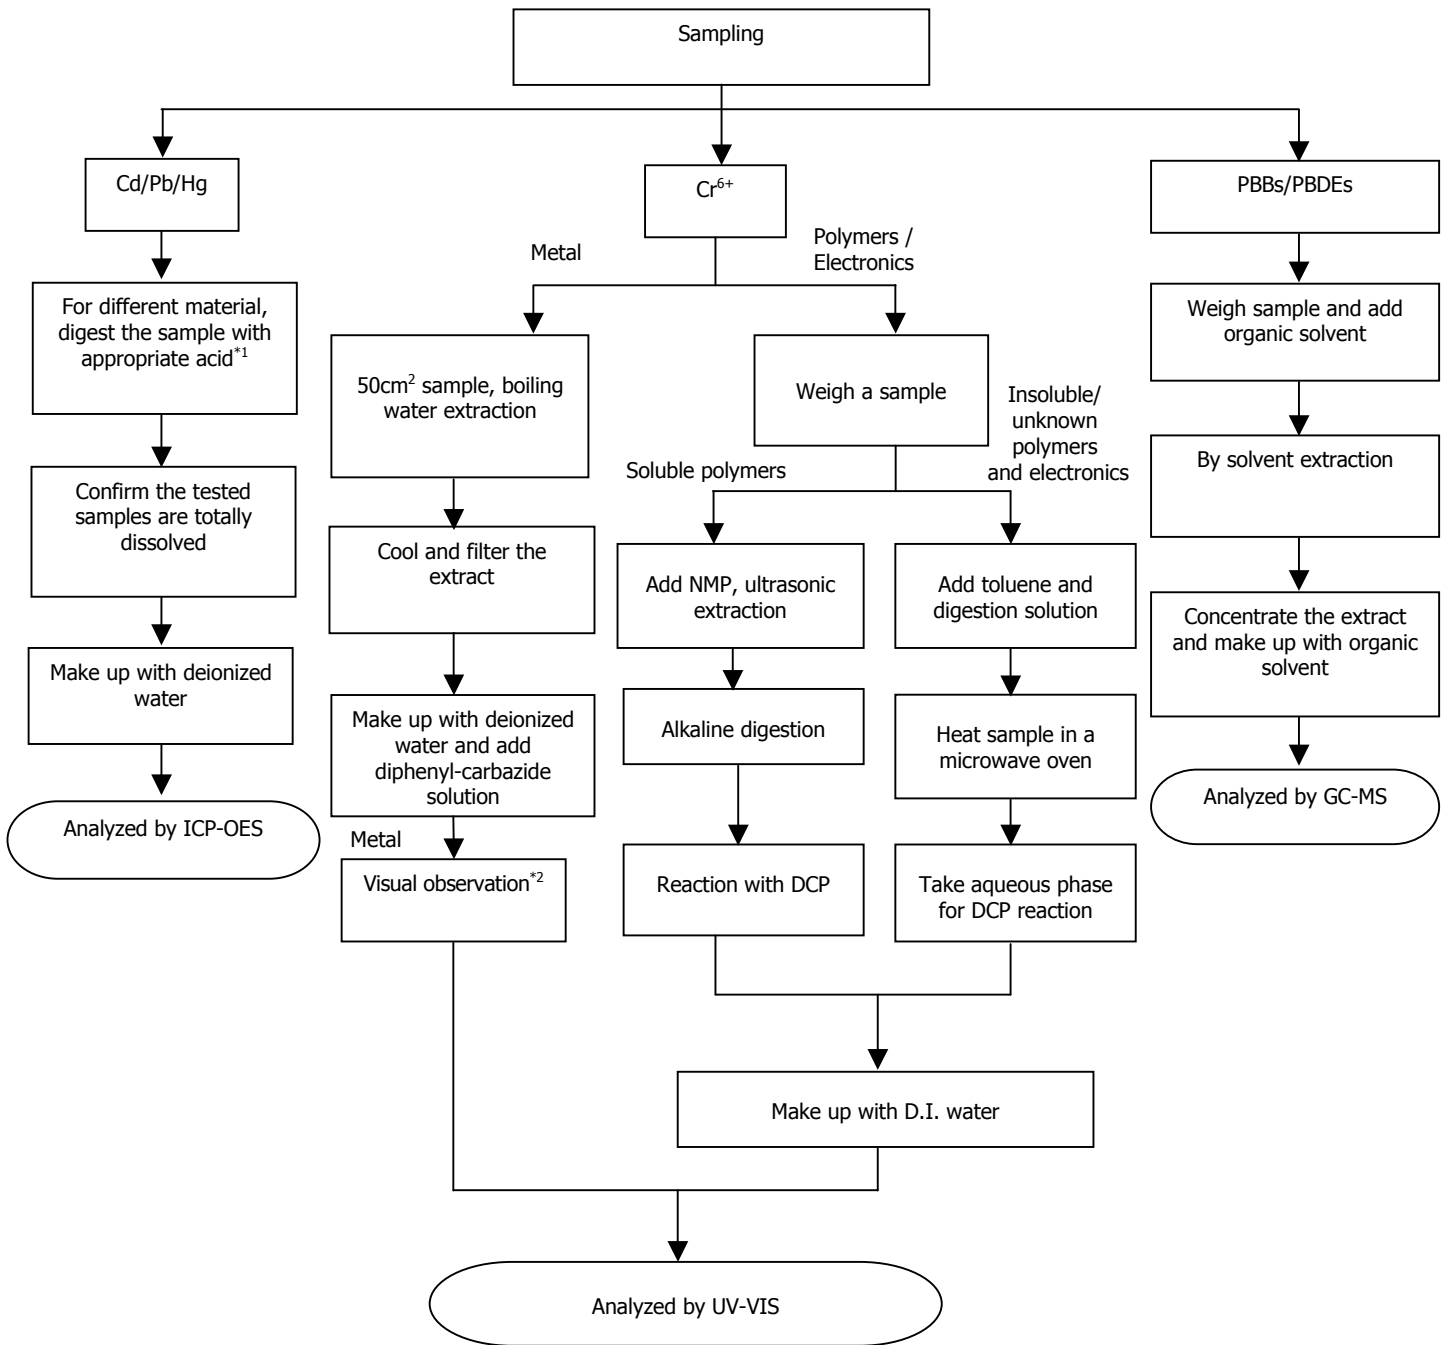 Sampling
Cd/Pb/Hg
Cr6+
PBBs/PBDEs
Metal
Polymers /
Electronics
For different material,
digest the sample with
appropriate acid*1
50cm2 sample, boiling
water extraction
Weigh a sample
Weigh sample and add
organic solvent
Insoluble/
unknown
polymers
and electronics
Soluble polymers
Confirm the tested
samples are totally
dissolved
Cool and filter the
extract
Add NMP, ultrasonic
extraction
Add toluene and
digestion solution
By solvent extraction
Make up with deionized
water
Make up with deionized
water and add
diphenyl-carbazide
solution
Alkaline digestion
Heat sample in a
microwave oven
Concentrate the extract
and make up with organic
solvent
Analyzed by ICP-OES
Metal
Visual observation*2
Reaction with DCP
Take aqueous phase
for DCP reaction
Analyzed by GC-MS
Make up with D.I. water
Analyzed by UV-VIS